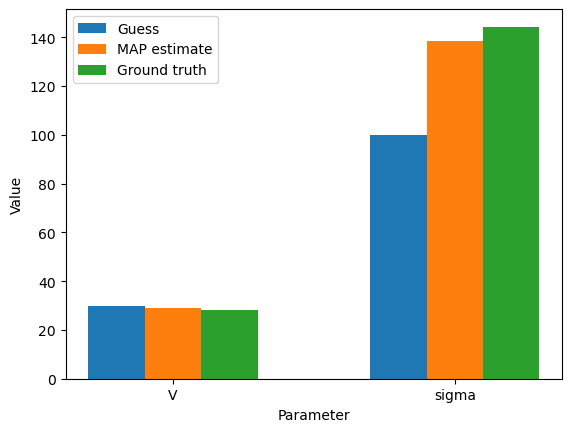 Guess
MAP estimate
Ground truth
Value
140
120
100
80
60
40
20
0
V
sigma
Parameter